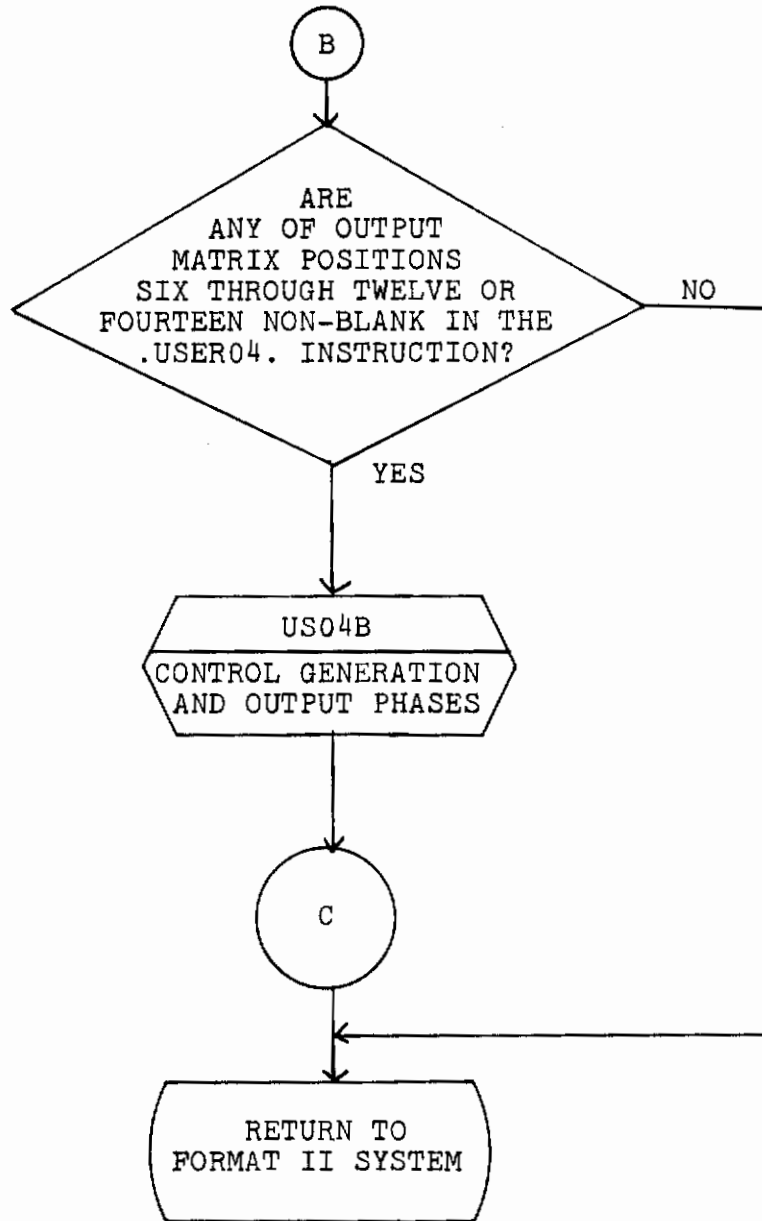 B
ARE
ANY OF OUTPUT
MATRIX POSITIONS
SIX THROUGH TWELVE OR
FOURTEEN NON-BLANK IN THE
.USER04. INSTRUCTION?
NO
YES
US04B
CONTROL GENERATION
AND OUTPUT PHASES
C
RETURN TO
FORMAT II SYSTEM